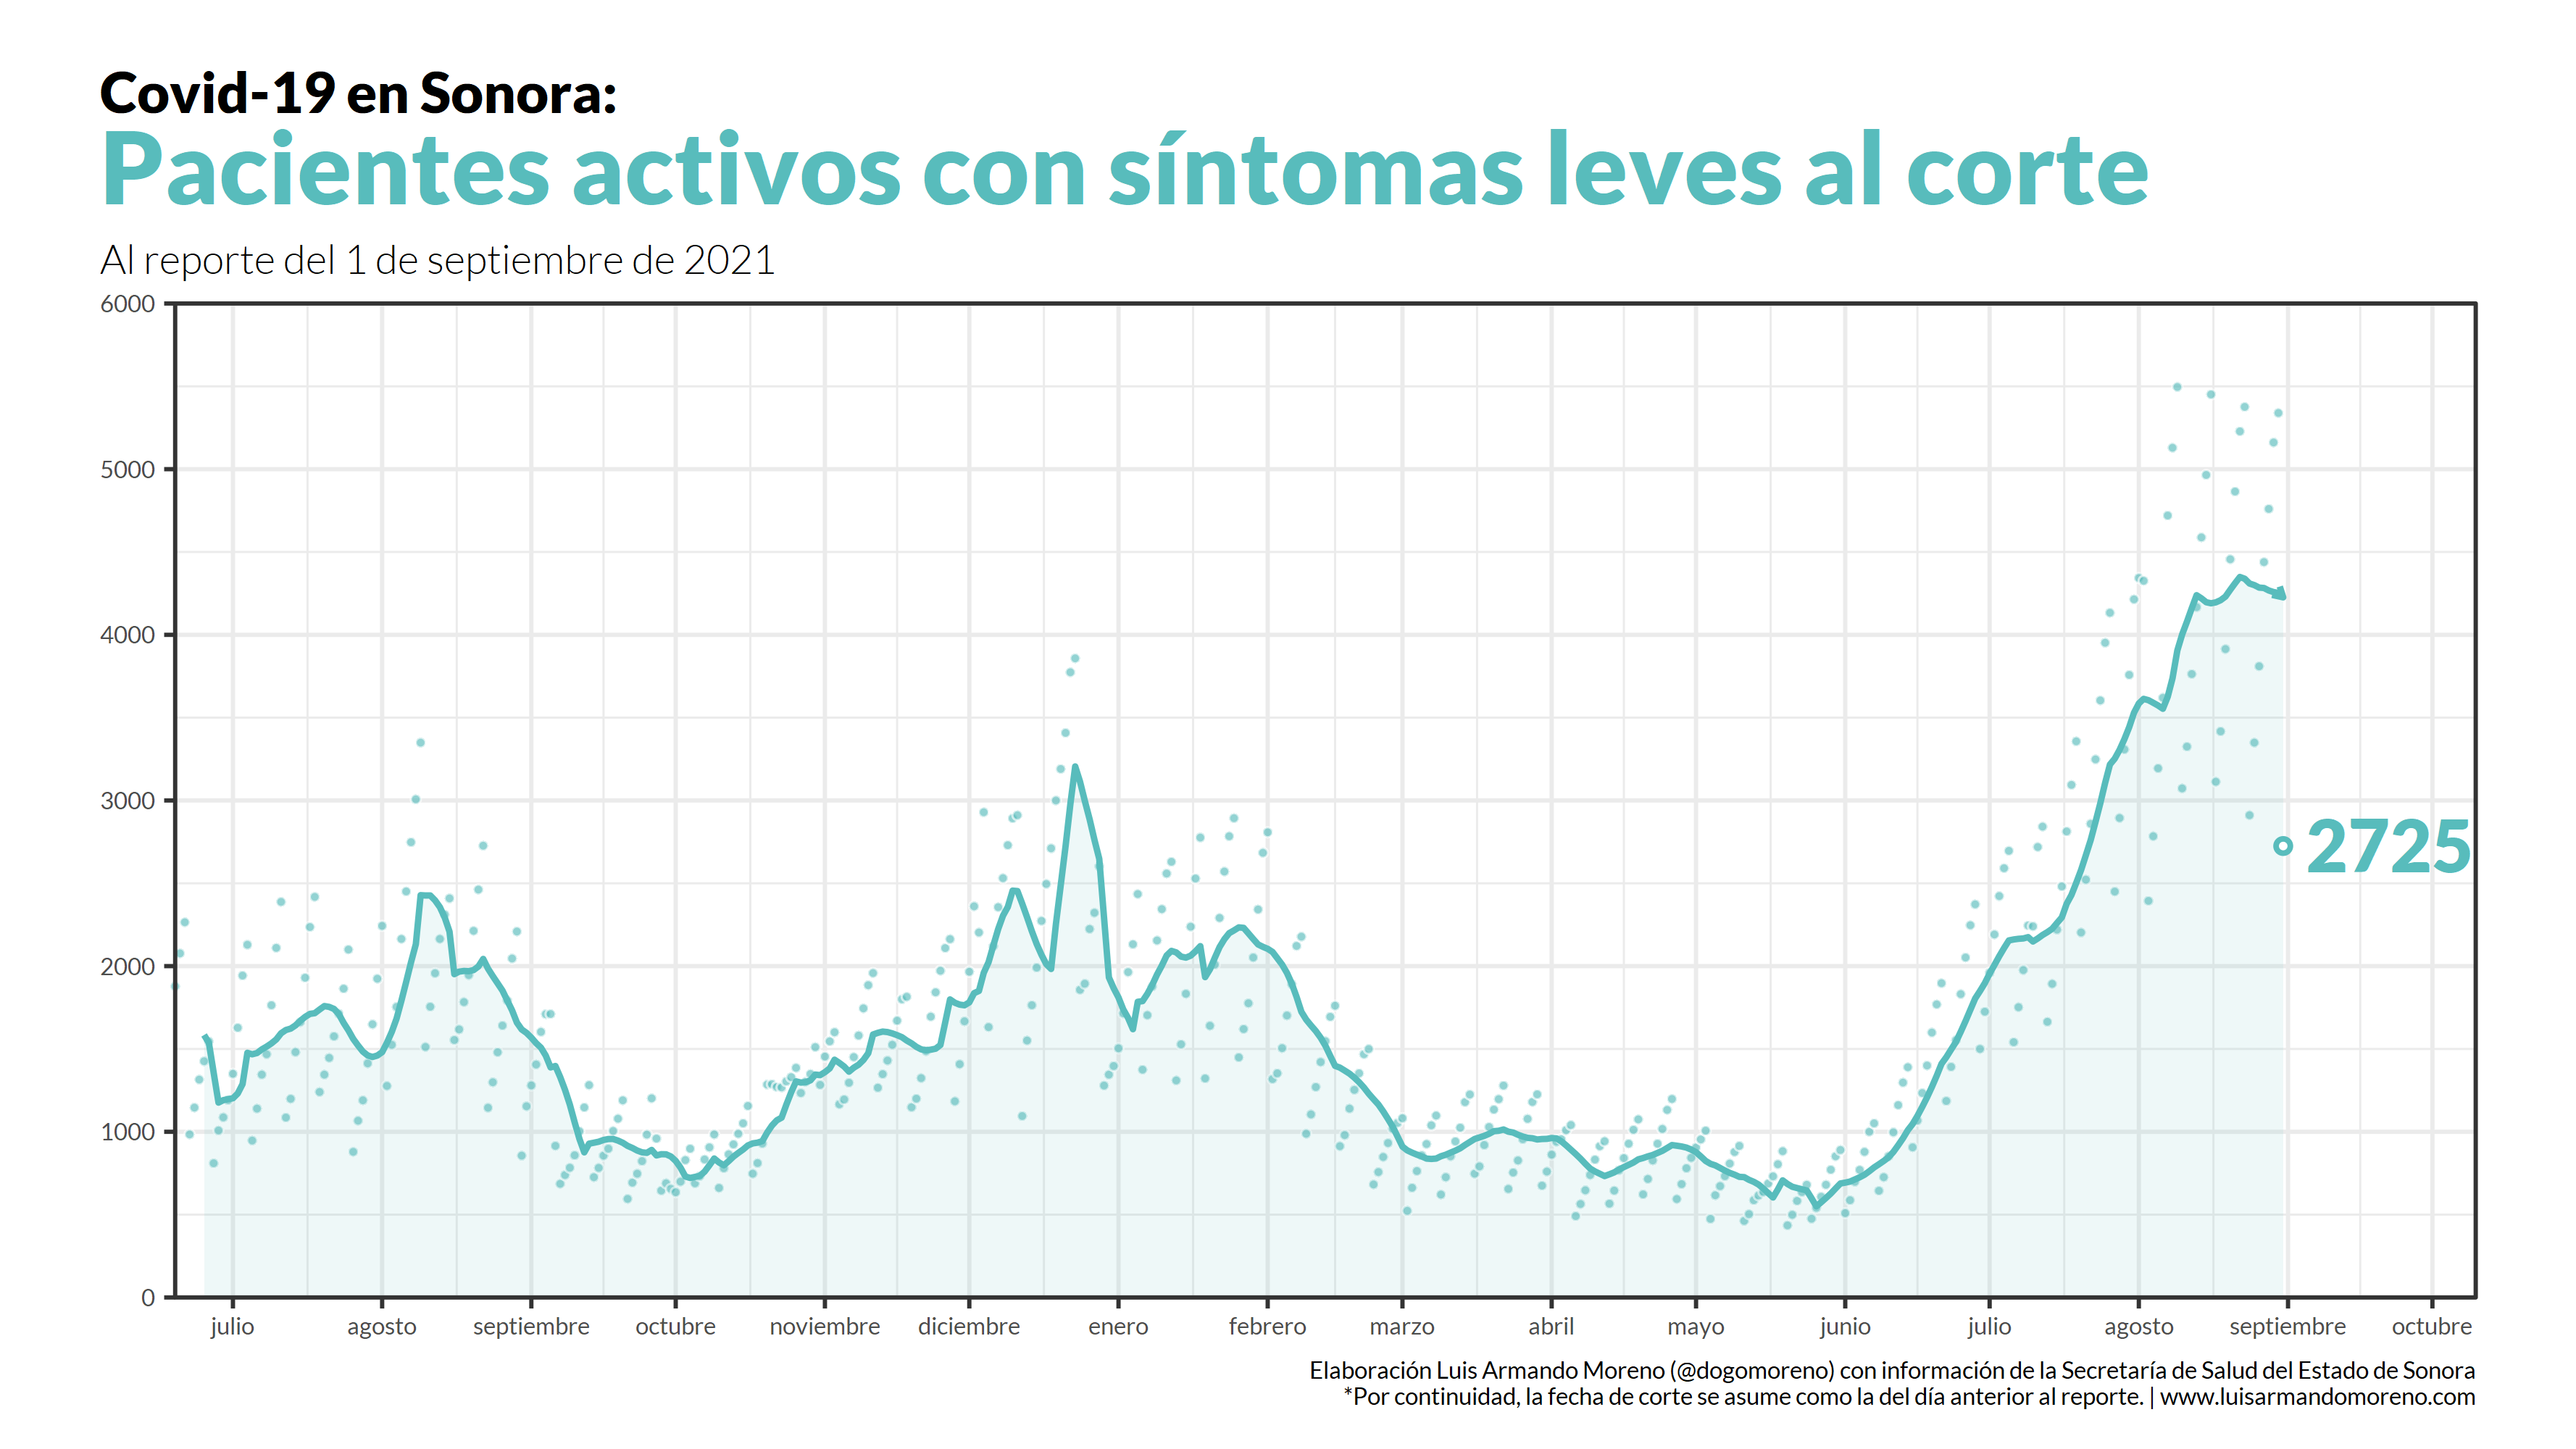 Covid-19 en Sonora:
Pacientes activos con síntomas leves al corte
Al reporte del 1 de septiembre de 2021
6000
5000
4000
3000
2000
1000
0
2725
julio agosto septiembre octubre noviembre diciembre enero febrero marzo abril mayo junio julio agosto septiembre octubre
Elaboración Luis Armando Moreno (@dogomoreno) con información de la Secretaría de Salud del Estado de Sonora
*Por continuidad, la fecha de corte se asume como la del día anterior al reporte. | www.luisarmandomoreno.com